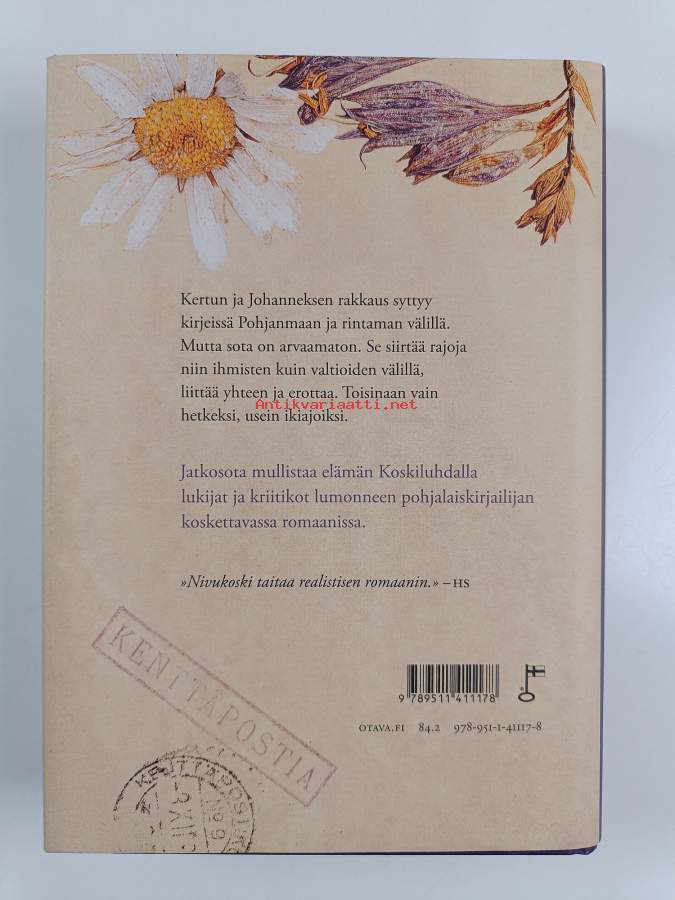 Kertun ja Johanneksen rakkaus syttyy
kirjeissä Pohjanmaan ja rintaman välillä.
Mutta sota on arvaamaton. Se siirtää rajoja
niin ihmisten kuin valtioiden välillä,
liittää yhteen ja erottaa. Toisinaan vain
Antikvariaatti.net
hetkeksi, usein ikiajoiksi.
Jatkosota mullistaa elämän Koskiluhdalla
lukijat ja kriitikot lumonneen pohjalaiskirjailijan
koskettavassa romaanissa.
»Nivukoski taitaa realistisen romaanin.» – HS
KENTTÄPOSTIA
9 789511 411178
OTAVA.FI 84.2 978-951-1-41117-8
No 9